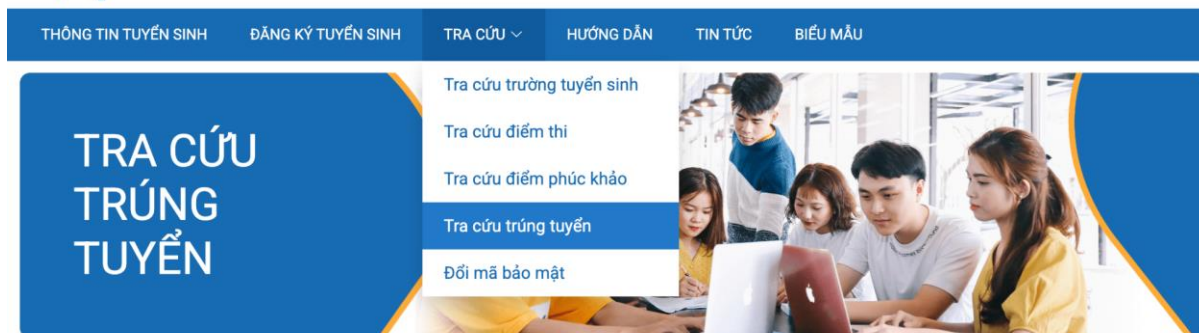 THÔNG TIN TUYỂN SINH ĐĂNG KÝ TUYỂN SINH TRA CỨU HƯỚNG DẪN TIN TỨC BIỂU MẪU
Tra cứu trường tuyển sinh
Tra cứu điểm thi
Tra cứu điểm phúc khảo
Tra cứu trúng tuyển
Đổi mã bảo mật
TRA CỨU
TRÚNG
TUYỂN